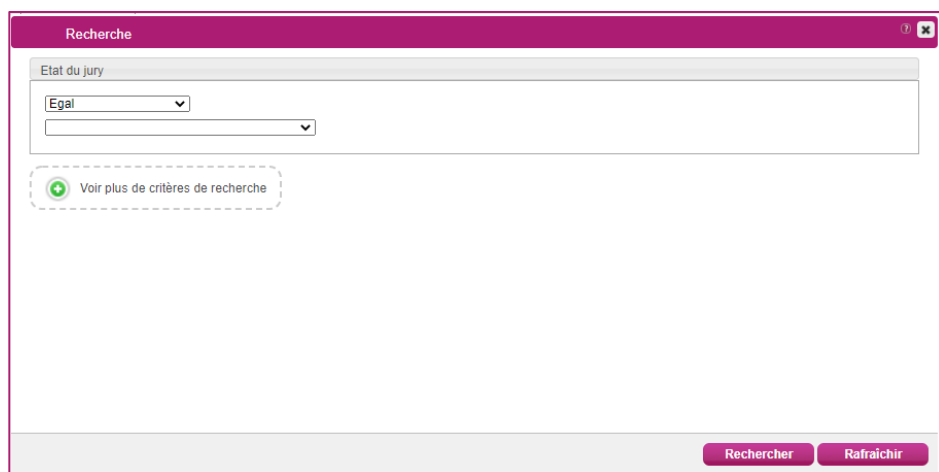 Recherche
?
Etat du jury
Egal
Voir plus de critères de recherche
Rechercher Rafraichir